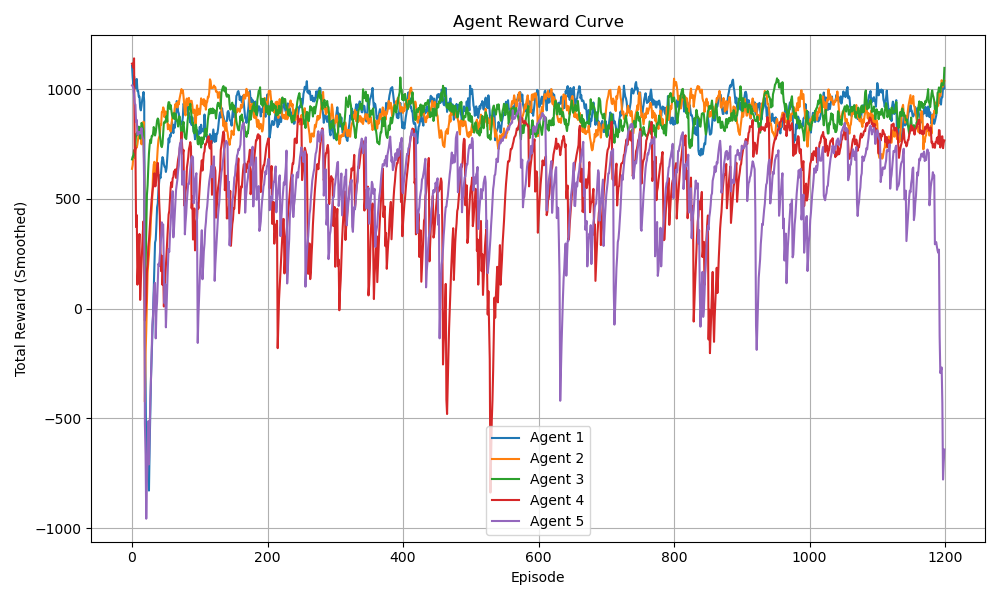 Agent Reward Curve
Total Reward (Smoothed)
1000
500
0
−500
−1000
0 200 400 600 800 1000 1200
Episode
Agent 1
Agent 2
Agent 3
Agent 4
Agent 5